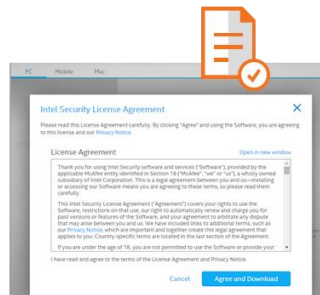 PC Mobile Mac
Intel Security License Agreement
Please read this License Agreement carefully. By clicking "Agree" and using the Software, you are agreeing
to this license and our Privacy Notice.
License Agreement
Open in new window
Thank you for using Intel Security software and services ("Software"), provided by the
applicable McAfee entity identified in Section 18 ("McAfee", "we" or "us"), a wholly owned
subsidiary of Intel Corporation. This is a legal agreement between you and us—installing
or accessing our Software means you are agreeing to these terms, so please read them
carefully.
This Intel Security License Agreement ("Agreement") covers your rights to use the
Software, restrictions on that use, our right to automatically renew and charge you for
paid versions or features of the Software, and your agreement to arbitrate any dispute
that may arise between you and us. We have included links to additional terms, such as
our Privacy Notice, which are important and together create this legal agreement that
applies to you. Country-specific terms are located in the last section of the Agreement.
If you are under the age of 18, you are not permitted to use the Software or provide your
I have read and agree to the terms of the License Agreement and Privacy Notice.
Cancel
Agree and Download